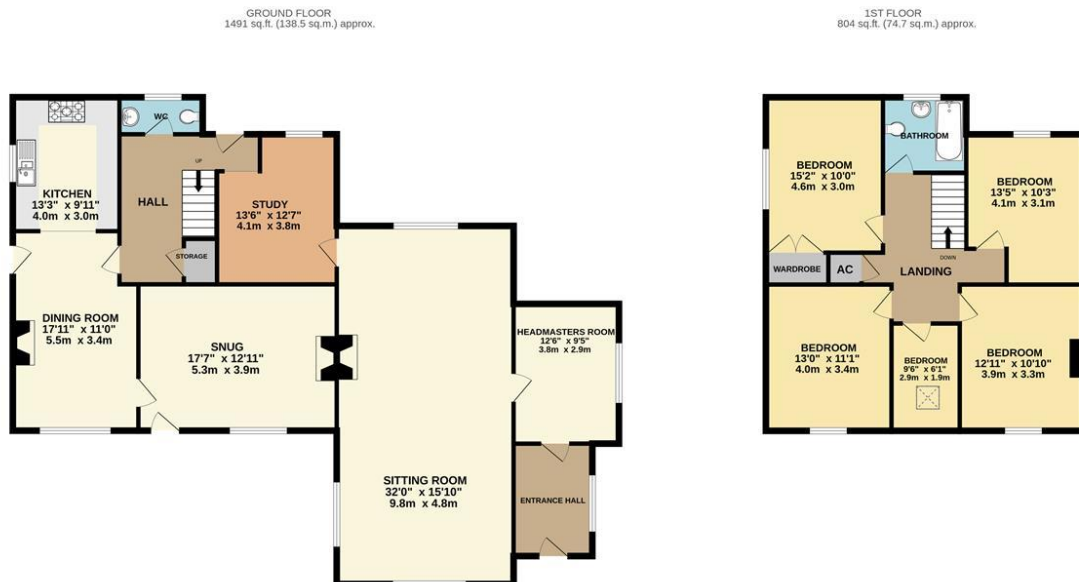 GROUND FLOOR
1491 sq.ft. (138.5 sq.m.) approx.
1ST FLOOR
804 sq.ft. (74.7 sq.m.) approx.
WC
UP
KITCHEN
13'3" x 9'11"
4.0m x 3.0m
HALL
STUDY
13'6" x 12'7"
4.1m x 3.8m
STORAGE
DINING ROOM
17'11" x 11'0"
5.5m x 3.4m
SNUG
17'7" x 12'11"
5.3m x 3.9m
HEADMASTERS ROOM
12'6" x 9'5"
3.8m x 2.9m
SITTING ROOM
32'0" x 15'10"
9.8m x 4.8m
ENTRANCE HALL
BEDROOM
15'2" x 10'0"
4.6m x 3.0m
BATHROOM
BEDROOM
13'5" x 10'3"
4.1m x 3.1m
WARDROBE
AC
DOWN
LANDING
BEDROOM
13'0" x 11'1"
4.0m x 3.4m
BEDROOM
9'6" x 6'1"
2.9m x 1.9m
BEDROOM
12'11" x 10'10"
3.9m x 3.3m